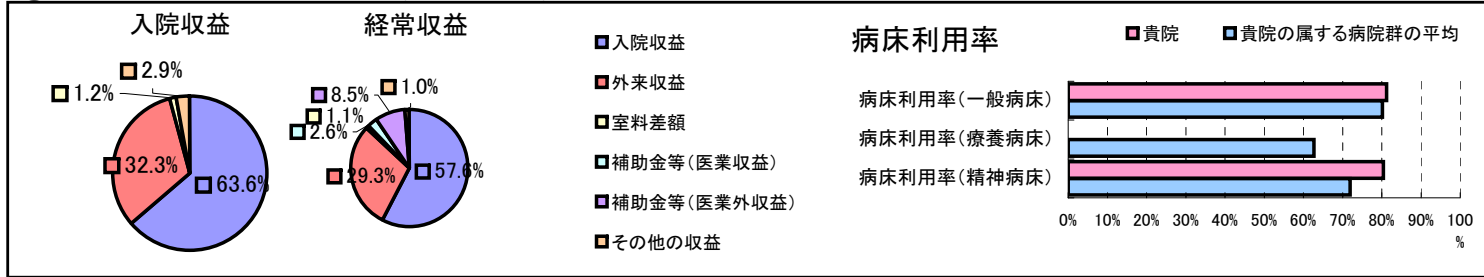 入院収益
2.9%
1.2%
32.3%
63.6%
経常収益
8.5%
1.0%
1.1%
2.6%
29.3%
57.6%
入院収益
外来収益
室料差額
補助金等(医業収益)
補助金等(医業外収益)
その他の収益
病床利用率
貴院 貴院の属する病院群の平均
病床利用率(一般病床)
病床利用率(療養病床)
病床利用率(精神病床)
0% 10% 20% 30% 40% 50% 60% 70% 80% 90% 100
%